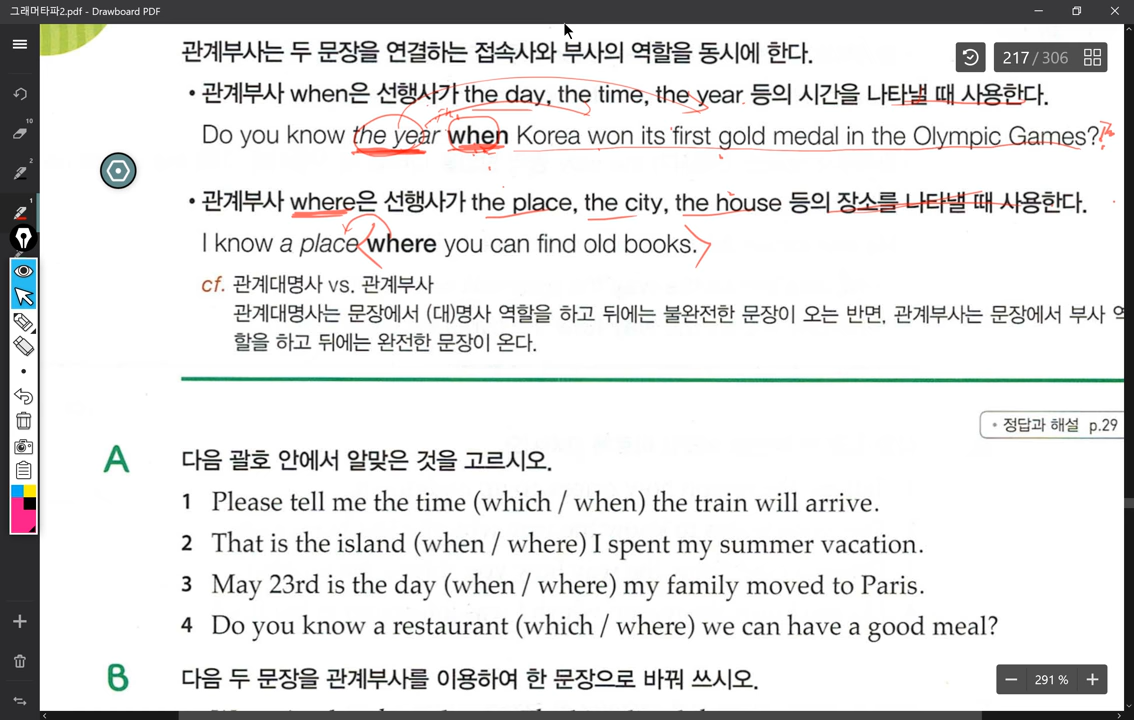 그래머타파2.pdf - Drawboard PDF
217 / 306
관계부사는 두 문장을 연결하는 접속사와 부사의 역할을 동시에 한다.
• 관계부사 when은 선행사가 the day, the time, the year 등의 시간을 나타낼 때 사용한다.
Do you know the year when Korea won its first gold medal in the Olympic Games?
• 관계부사 where은 선행사가 the place, the city, the house 등의 장소를 나타낼 때 사용한다.
I know a place where you can find old books.
cf. 관계대명사 vs. 관계부사
관계대명사는 문장에서 (대)명사 역할을 하고 뒤에는 불완전한 문장이 오는 반면, 관계부사는 문장에서 부사 역
할을 하고 뒤에는 완전한 문장이 온다.
• 정답과 해설 p.29
A 다음 괄호 안에서 알맞은 것을 고르시오.
1 Please tell me the time (which / when) the train will arrive.
2 That is the island (when / where) I spent my summer vacation.
3 May 23rd is the day (when / where) my family moved to Paris.
4 Do you know a restaurant (which / where) we can have a good meal?
B 다음 두 문장을 관계부사를 이용하여 한 문장으로 바꿔 쓰시오.
291 %
10
2
1